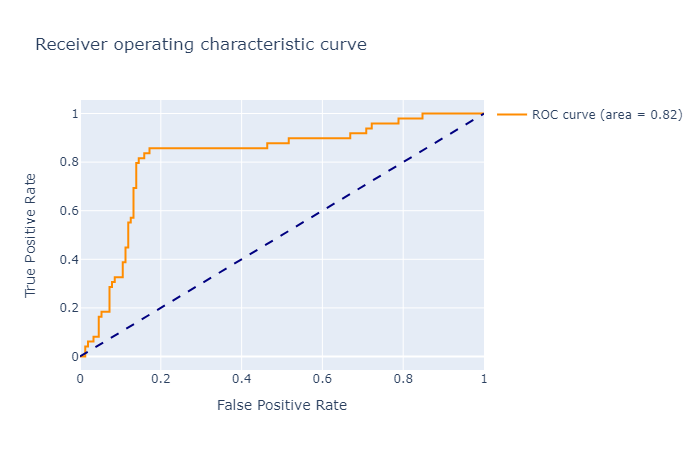 Receiver operating characteristic curve
ROC curve (area = 0.82)
True Positive Rate
1
0.8
0.6
0.4
0.2
0
0 0.2 0.4 0.6 0.8 1
False Positive Rate